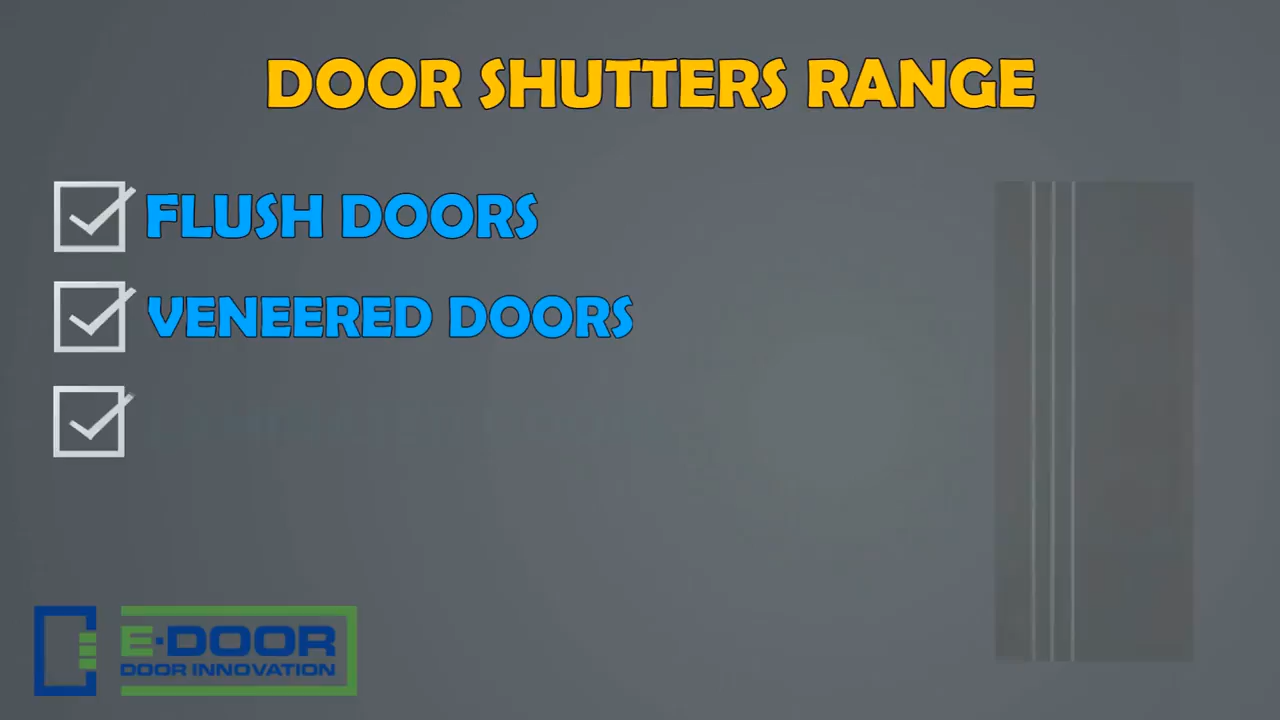 DOOR SHUTTERS RANGE
FLUSH DOORS
VENEERED DOORS
E-DOOR
DOOR INNOVATION